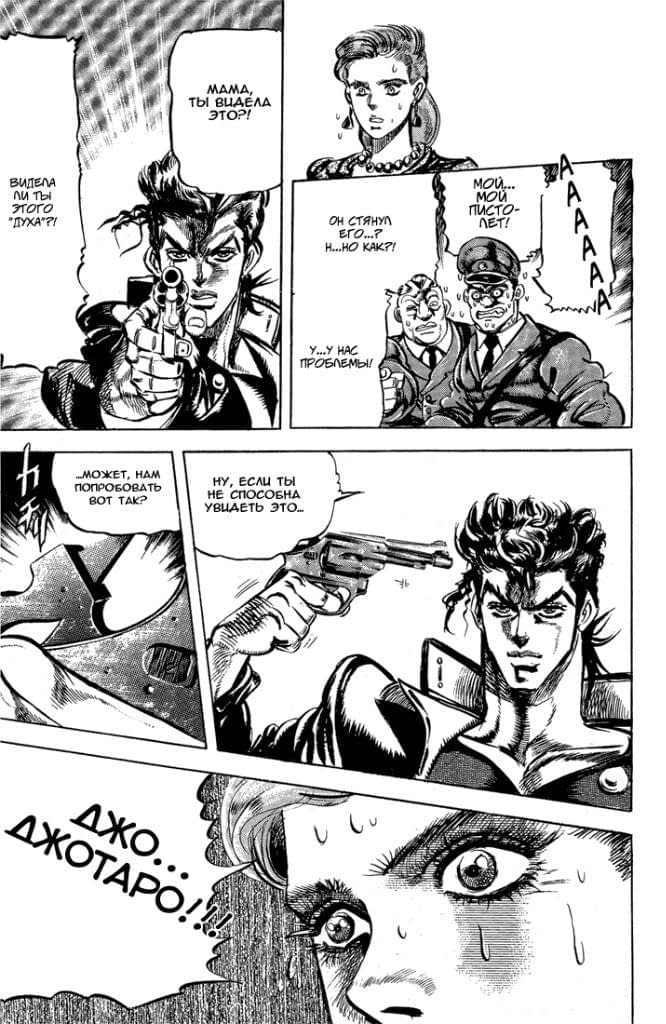 МАМА,
ТЫ ВИДЕЛА
ЭТО?!
ВИДЕЛА
ЛИ ТЫ
ЭТОГО
"ДУХА"?!
АААААА
МОЙ...
МОЙ
ПИСТО-
ЛЕТ!
ОН СТЯНУЛ
ЕГО...?
Н...НО КАК?!
У...У НАС
ПРОБЛЕМЫ!
НУ, ЕСЛИ ТЫ
НЕ СПОСОБНА
УВИДЕТЬ ЭТО...
...МОЖЕТ, НАМ
ПОПРОБОВАТЬ
ВОТ ТАК?
ДЖО...
ДЖОТАРО!!!